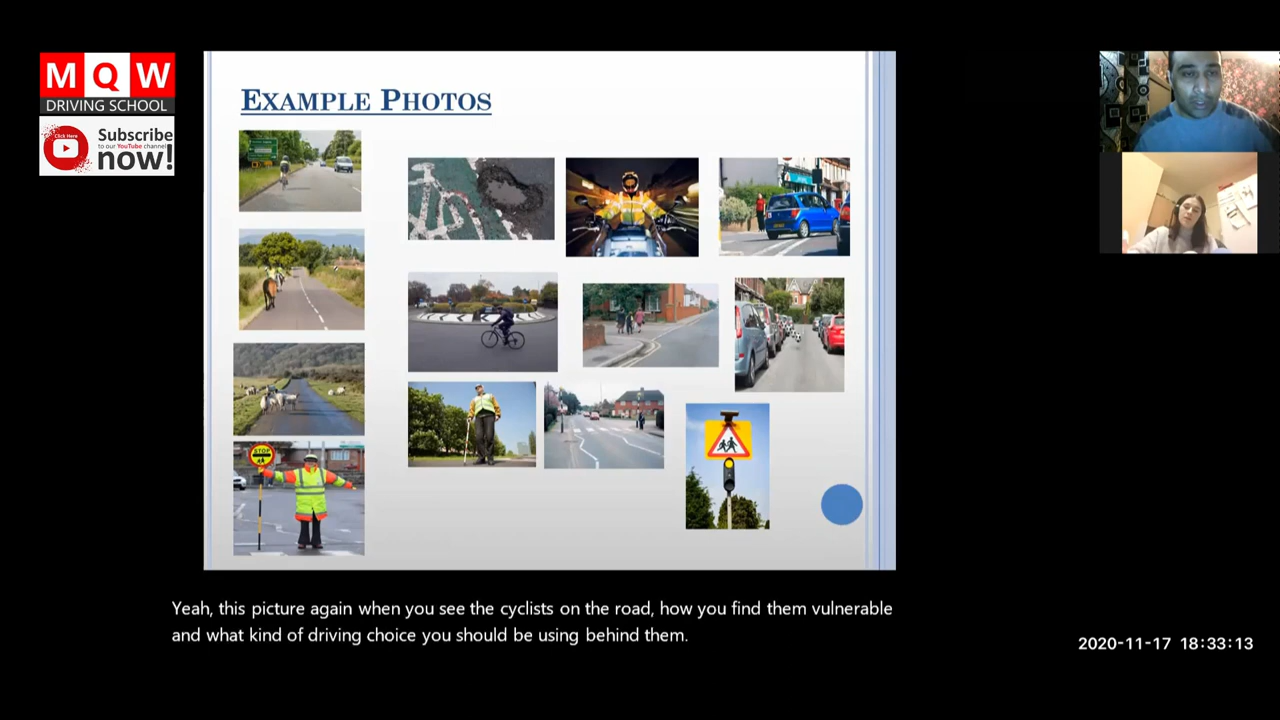 MQW
DRIVING SCHOOL
Click Here
Subscribe
to our YouTube channel
now!
EXAMPLE PHOTOS
STOP
Yeah, this picture again when you see the cyclists on the road, how you find them vulnerable
and what kind of driving choice you should be using behind them.
2020-11-17 18:33:13